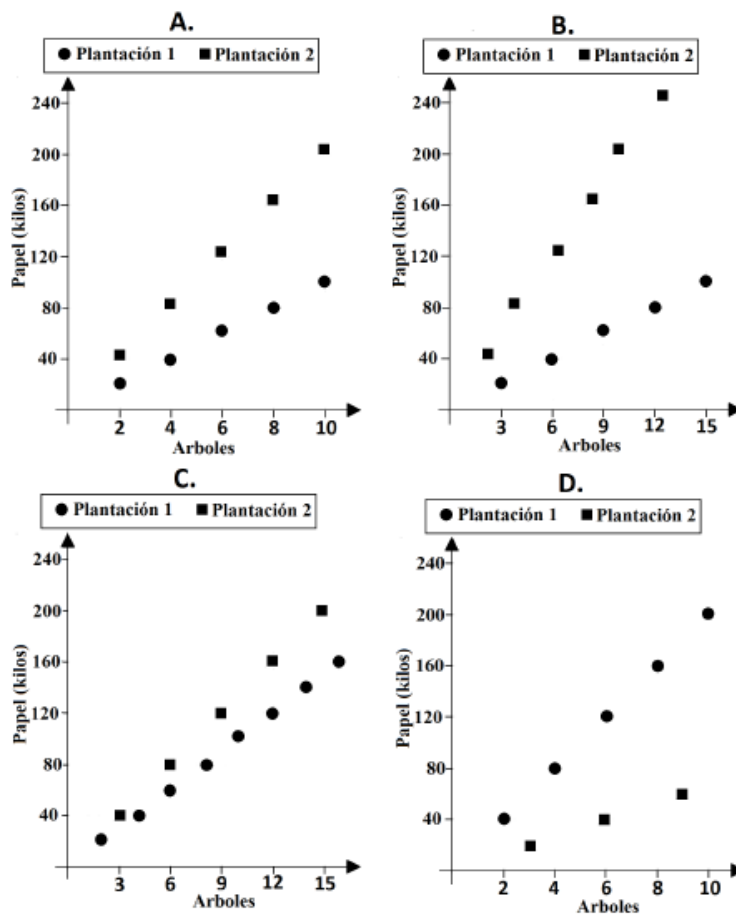 A.
● Plantación 1 ■ Plantación 2
240
200
160
120
80
40
Papel (kilos)
2 4 6 8 10
Arboles
B.
● Plantación 1 ■ Plantación 2
240
200
160
120
80
40
Papel (kilos)
3 6 9 12 15
Arboles
C.
● Plantación 1 ■ Plantación 2
240
200
160
120
80
40
Papel (kilos)
3 6 9 12 15
Arboles
D.
● Plantación 1 ■ Plantación 2
240
200
160
120
80
40
Papel (kilos)
2 4 6 8 10
Arboles